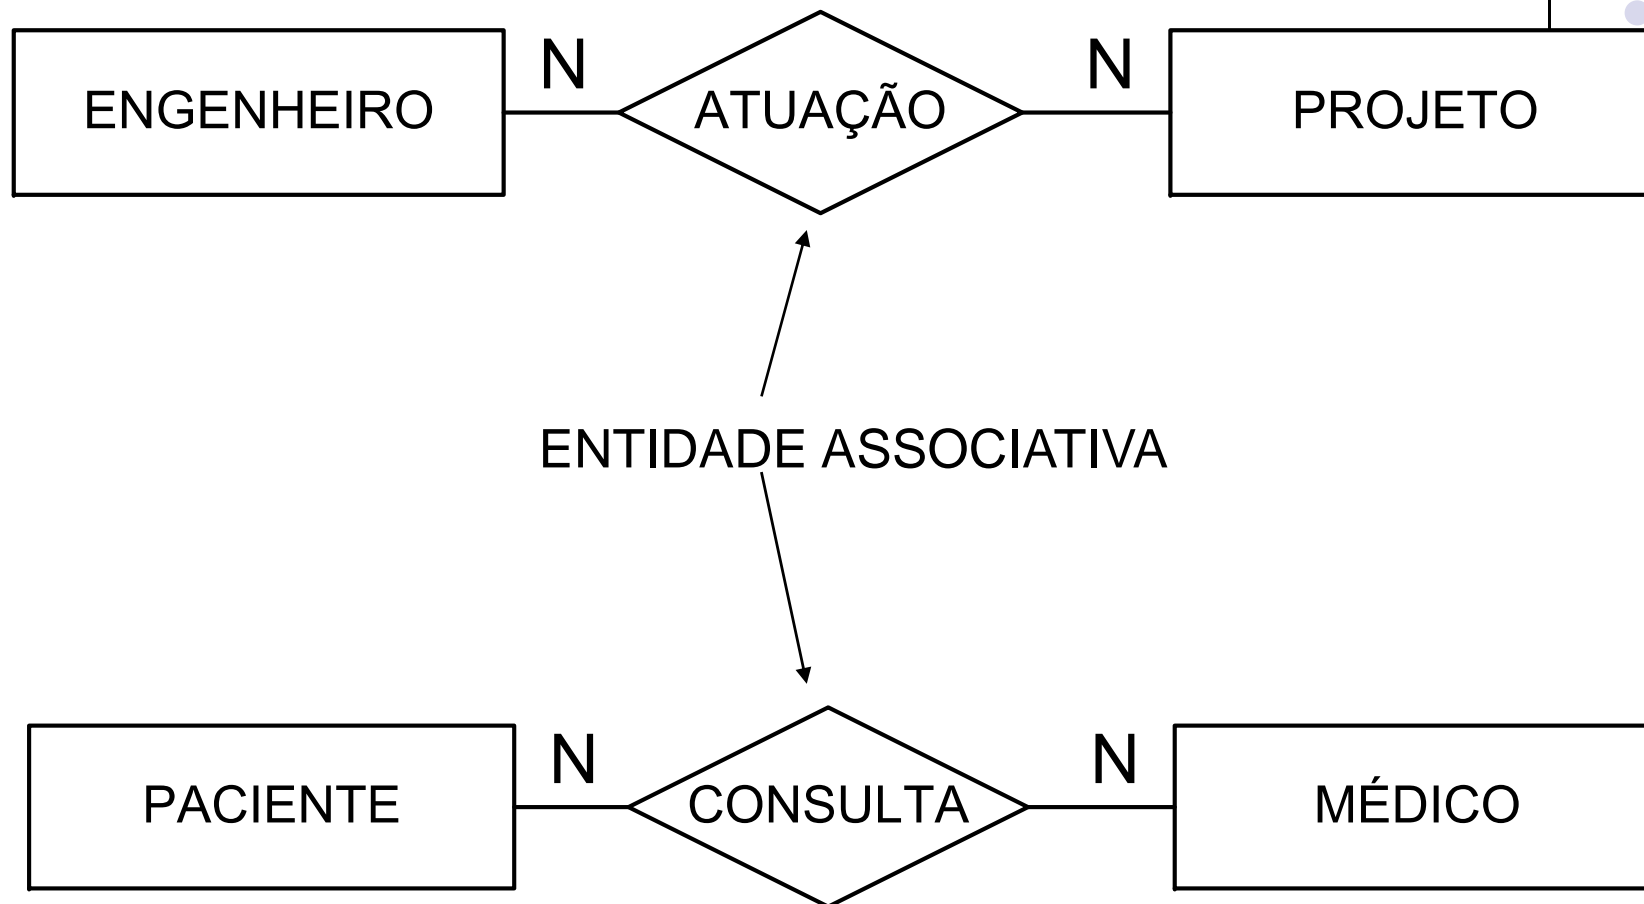 ENGENHEIRO N ATUAÇÃO N PROJETO
ENTIDADE ASSOCIATIVA
PACIENTE N CONSULTA N MÉDICO